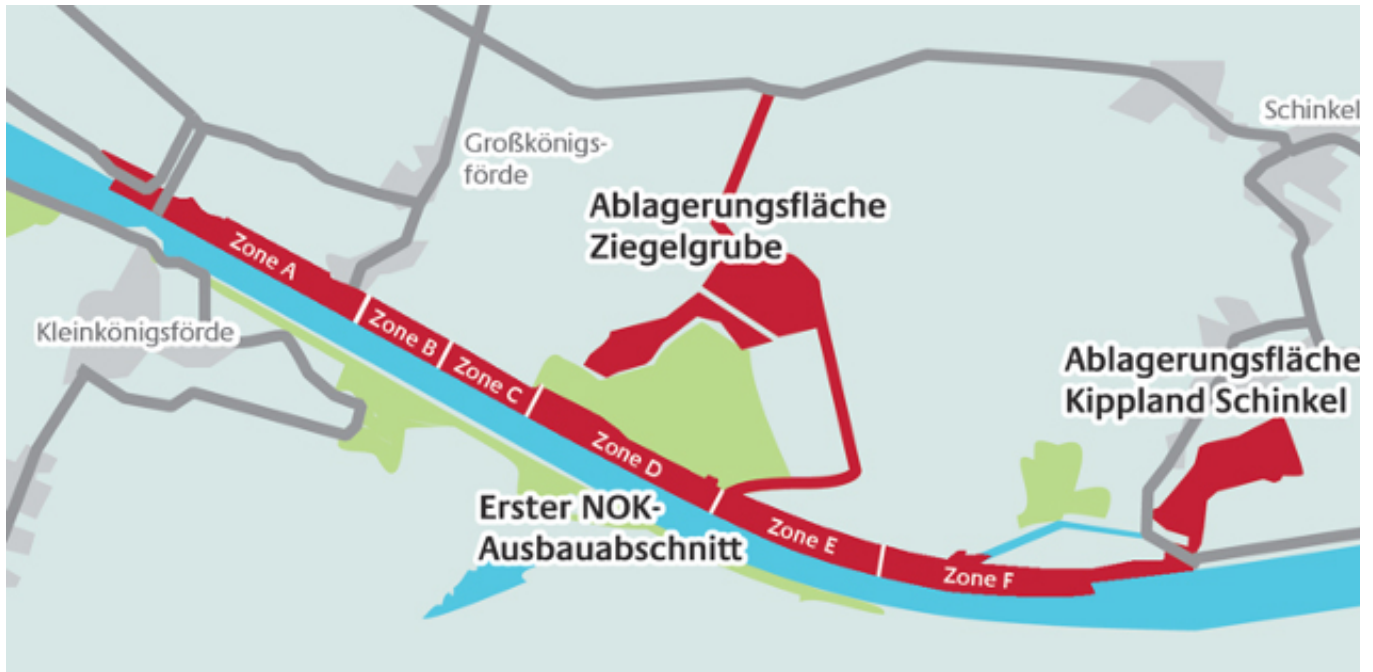 Schinkel
Großkönigs-
förde
Ablagerungsfläche
Ziegelgrube
Zone A
Kleinkönigsförde
Zone B
Zone C
Ablagerungsfläche
Kippland Schinkel
Zone D
Erster NOK-
Ausbauabschnitt
Zone E
Zone F